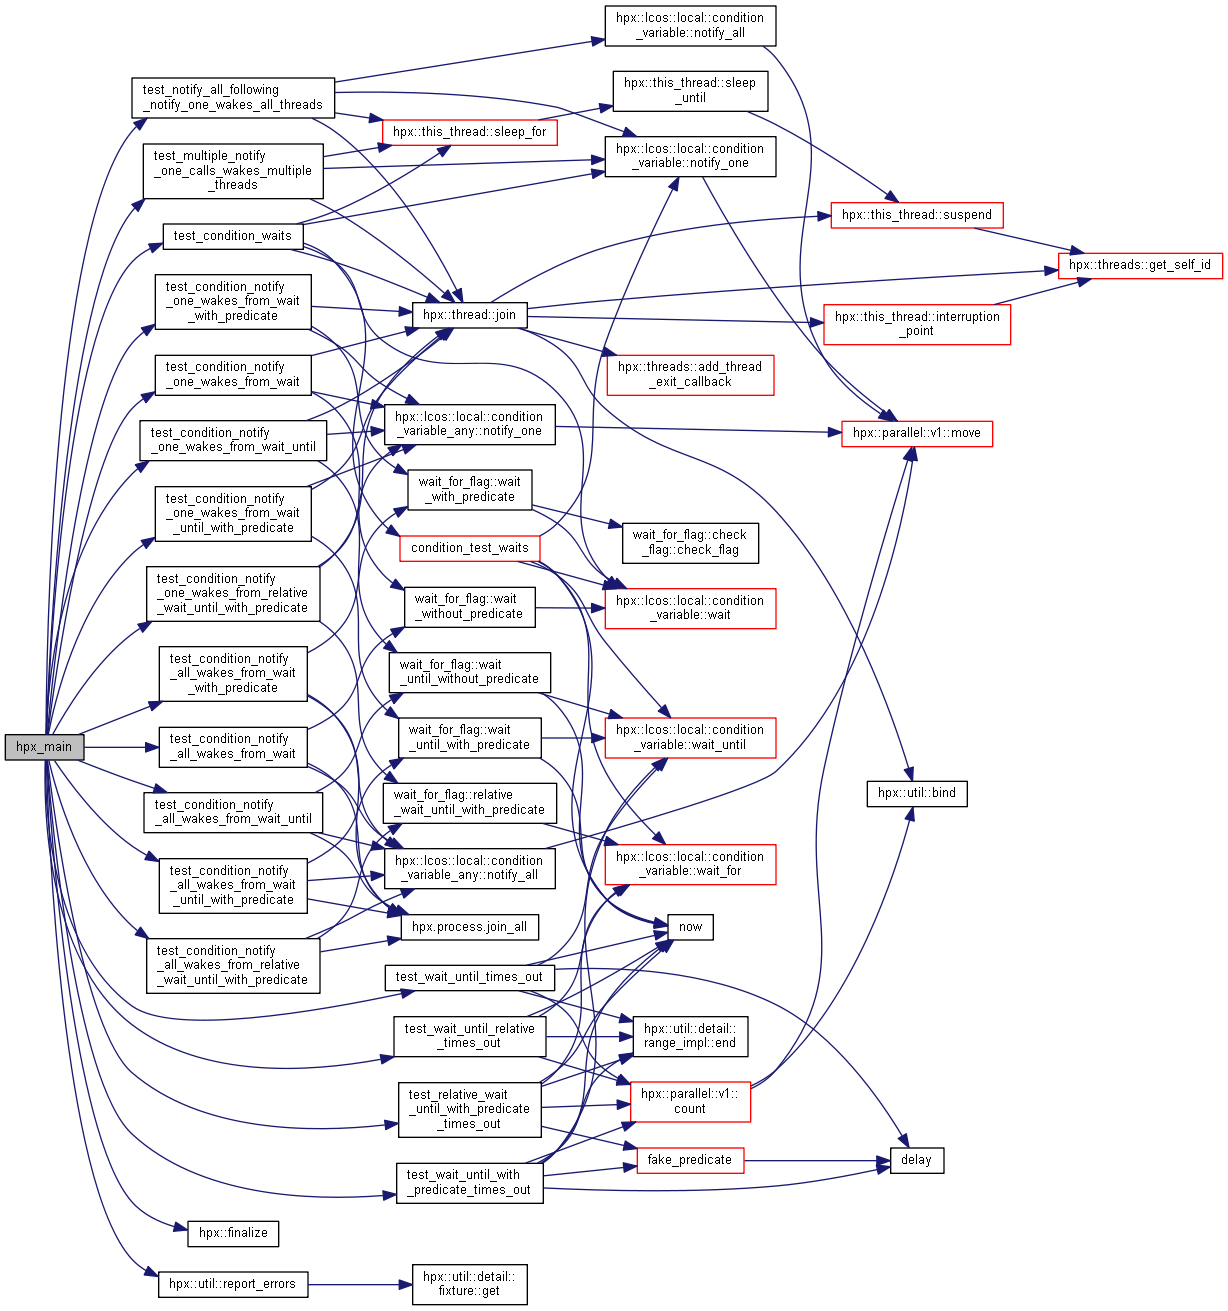 hpx_main
test_notify_all_following
_notify_one_wakes_all_threads
test_multiple_notify
_one_calls_wakes_multiple
_threads
test_condition_waits
test_condition_notify
_one_wakes_from_wait
_with_predicate
test_condition_notify
_one_wakes_from_wait
test_condition_notify
_one_wakes_from_wait_until
test_condition_notify
_one_wakes_from_wait
_until_with_predicate
test_condition_notify
_one_wakes_from_relative
_wait_until_with_predicate
test_condition_notify
_all_wakes_from_wait
_with_predicate
test_condition_notify
_all_wakes_from_wait
test_condition_notify
_all_wakes_from_wait_until
test_condition_notify
_all_wakes_from_wait
_until_with_predicate
test_condition_notify
_all_wakes_from_relative
_wait_until_with_predicate
hpx::finalize
hpx::util::report_errors
hpx::this_thread::sleep_for
hpx::thread::join
hpx::lcos::local::condition
_variable_any::notify_one
wait_for_flag::wait
_with_predicate
condition_test_waits
wait_for_flag::wait
_without_predicate
wait_for_flag::wait
_until_without_predicate
wait_for_flag::wait
_until_with_predicate
wait_for_flag::relative
_wait_until_with_predicate
hpx::lcos::local::condition
_variable_any::notify_all
hpx.process.join_all
test_wait_until_times_out
test_wait_until_relative
_times_out
test_relative_wait
_until_with_predicate
_times_out
test_wait_until_with
_predicate_times_out
hpx::util::detail::
fixture::get
hpx::lcos::local::condition
_variable::notify_all
hpx::this_thread::sleep
_until
hpx::lcos::local::condition
_variable::notify_one
hpx::threads::add_thread
_exit_callback
wait_for_flag::check
_flag::check_flag
hpx::lcos::local::condition
_variable::wait
hpx::lcos::local::condition
_variable::wait_until
hpx::lcos::local::condition
_variable::wait_for
now
hpx::util::detail::
range_impl::end
hpx::parallel::v1::
count
fake_predicate
hpx::this_thread::suspend
hpx::this_thread::interruption
_point
hpx::parallel::v1::move
hpx::util::bind
delay
hpx::threads::get_self_id